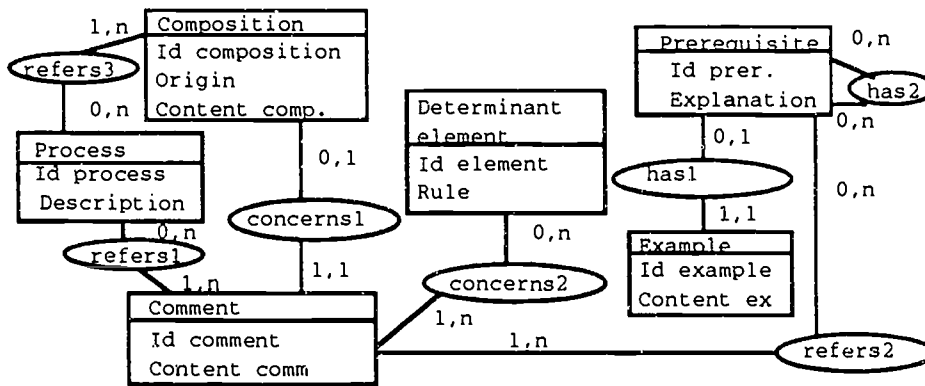 1,n
Composition
Id composition
Origin
Content comp.
refers3
0,n
Process
Id process
Description
0,n
refers1
1,n
0,1
concerns1
1,1
Comment
Id comment
Content comm
Determinant
element
Id element
Rule
0,n
concerns2
1,n
1,n
Prerequisite
Id prer.
Explanation
0,n
has2
0,n
0,1
has1
1,1
Example
Id example
Content ex
0,n
refers2